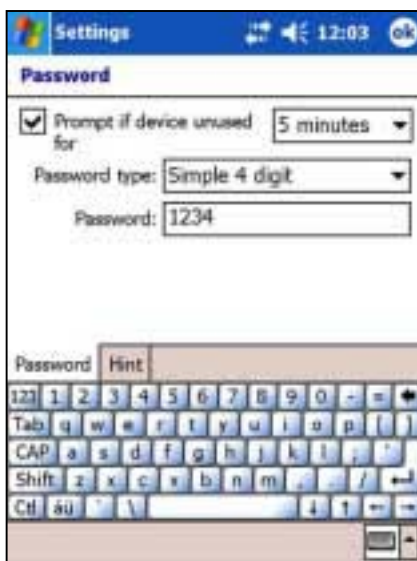 Settings 12:03 ok
Password
Prompt if device unused for 5 minutes
Password type: Simple 4 digit
Password: 1234
Password Hint
123 1 2 3 4 5 6 7 8 9 0 - =
Tab q w e r t y u i o p [ ]
CAP a s d f g h j k l ; '
Shift z x c v b n m , . /
Ctl áü ` \